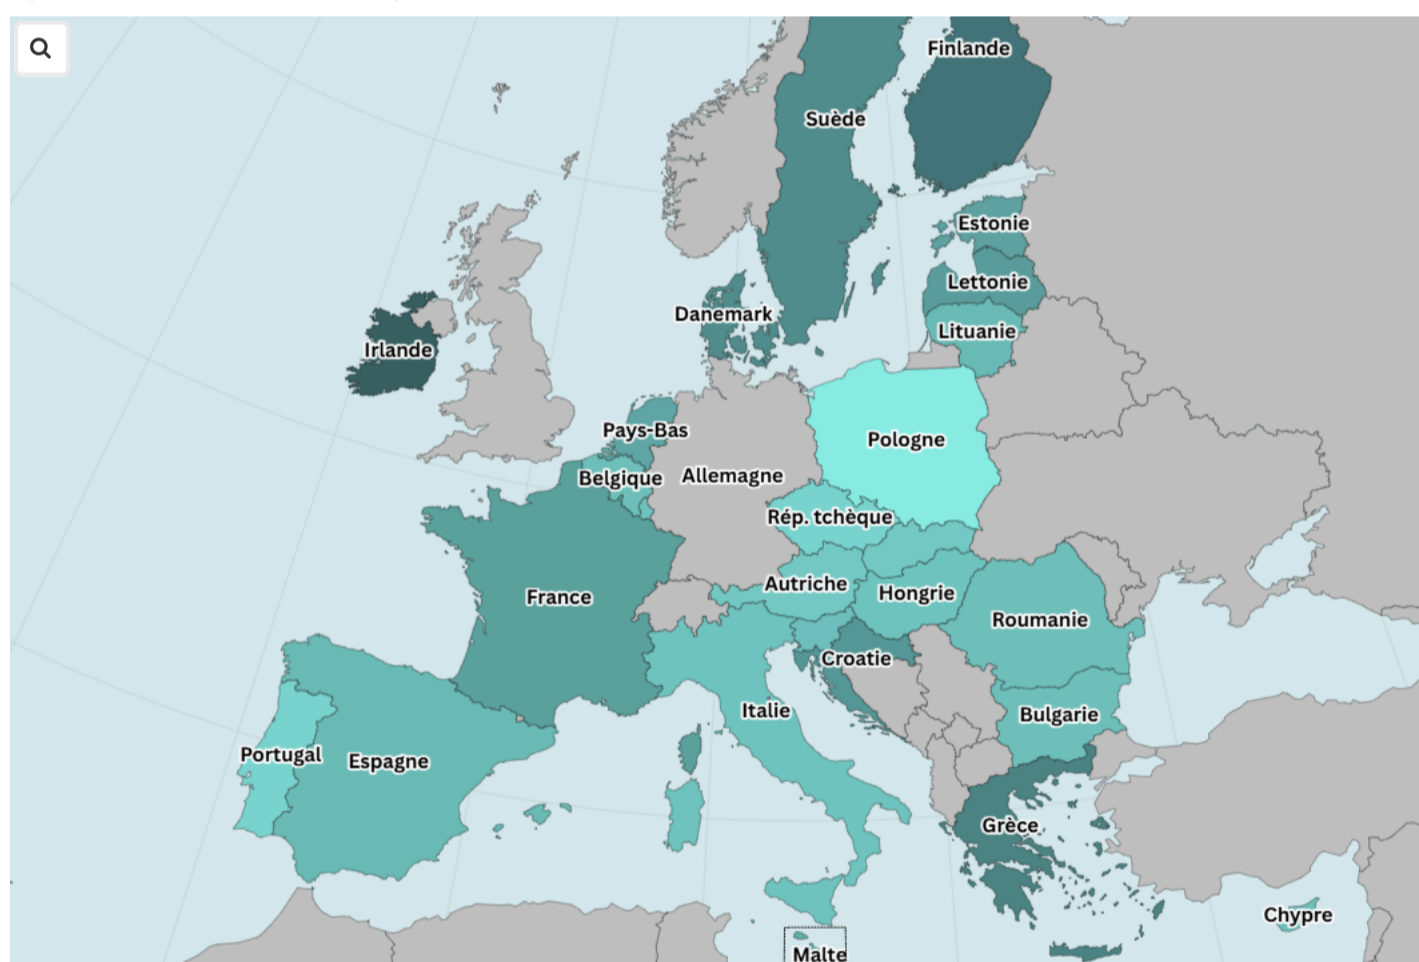 Finlande
Suède
Estonie
Lettonie
Danemark
Lituanie
Irlande
Pays-Bas
Pologne
Belgique
Allemagne
Rép. tchèque
Autriche
Hongrie
France
Roumanie
Croatie
Italie
Bulgarie
Portugal
Espagne
Grèce
Chypre
Malte